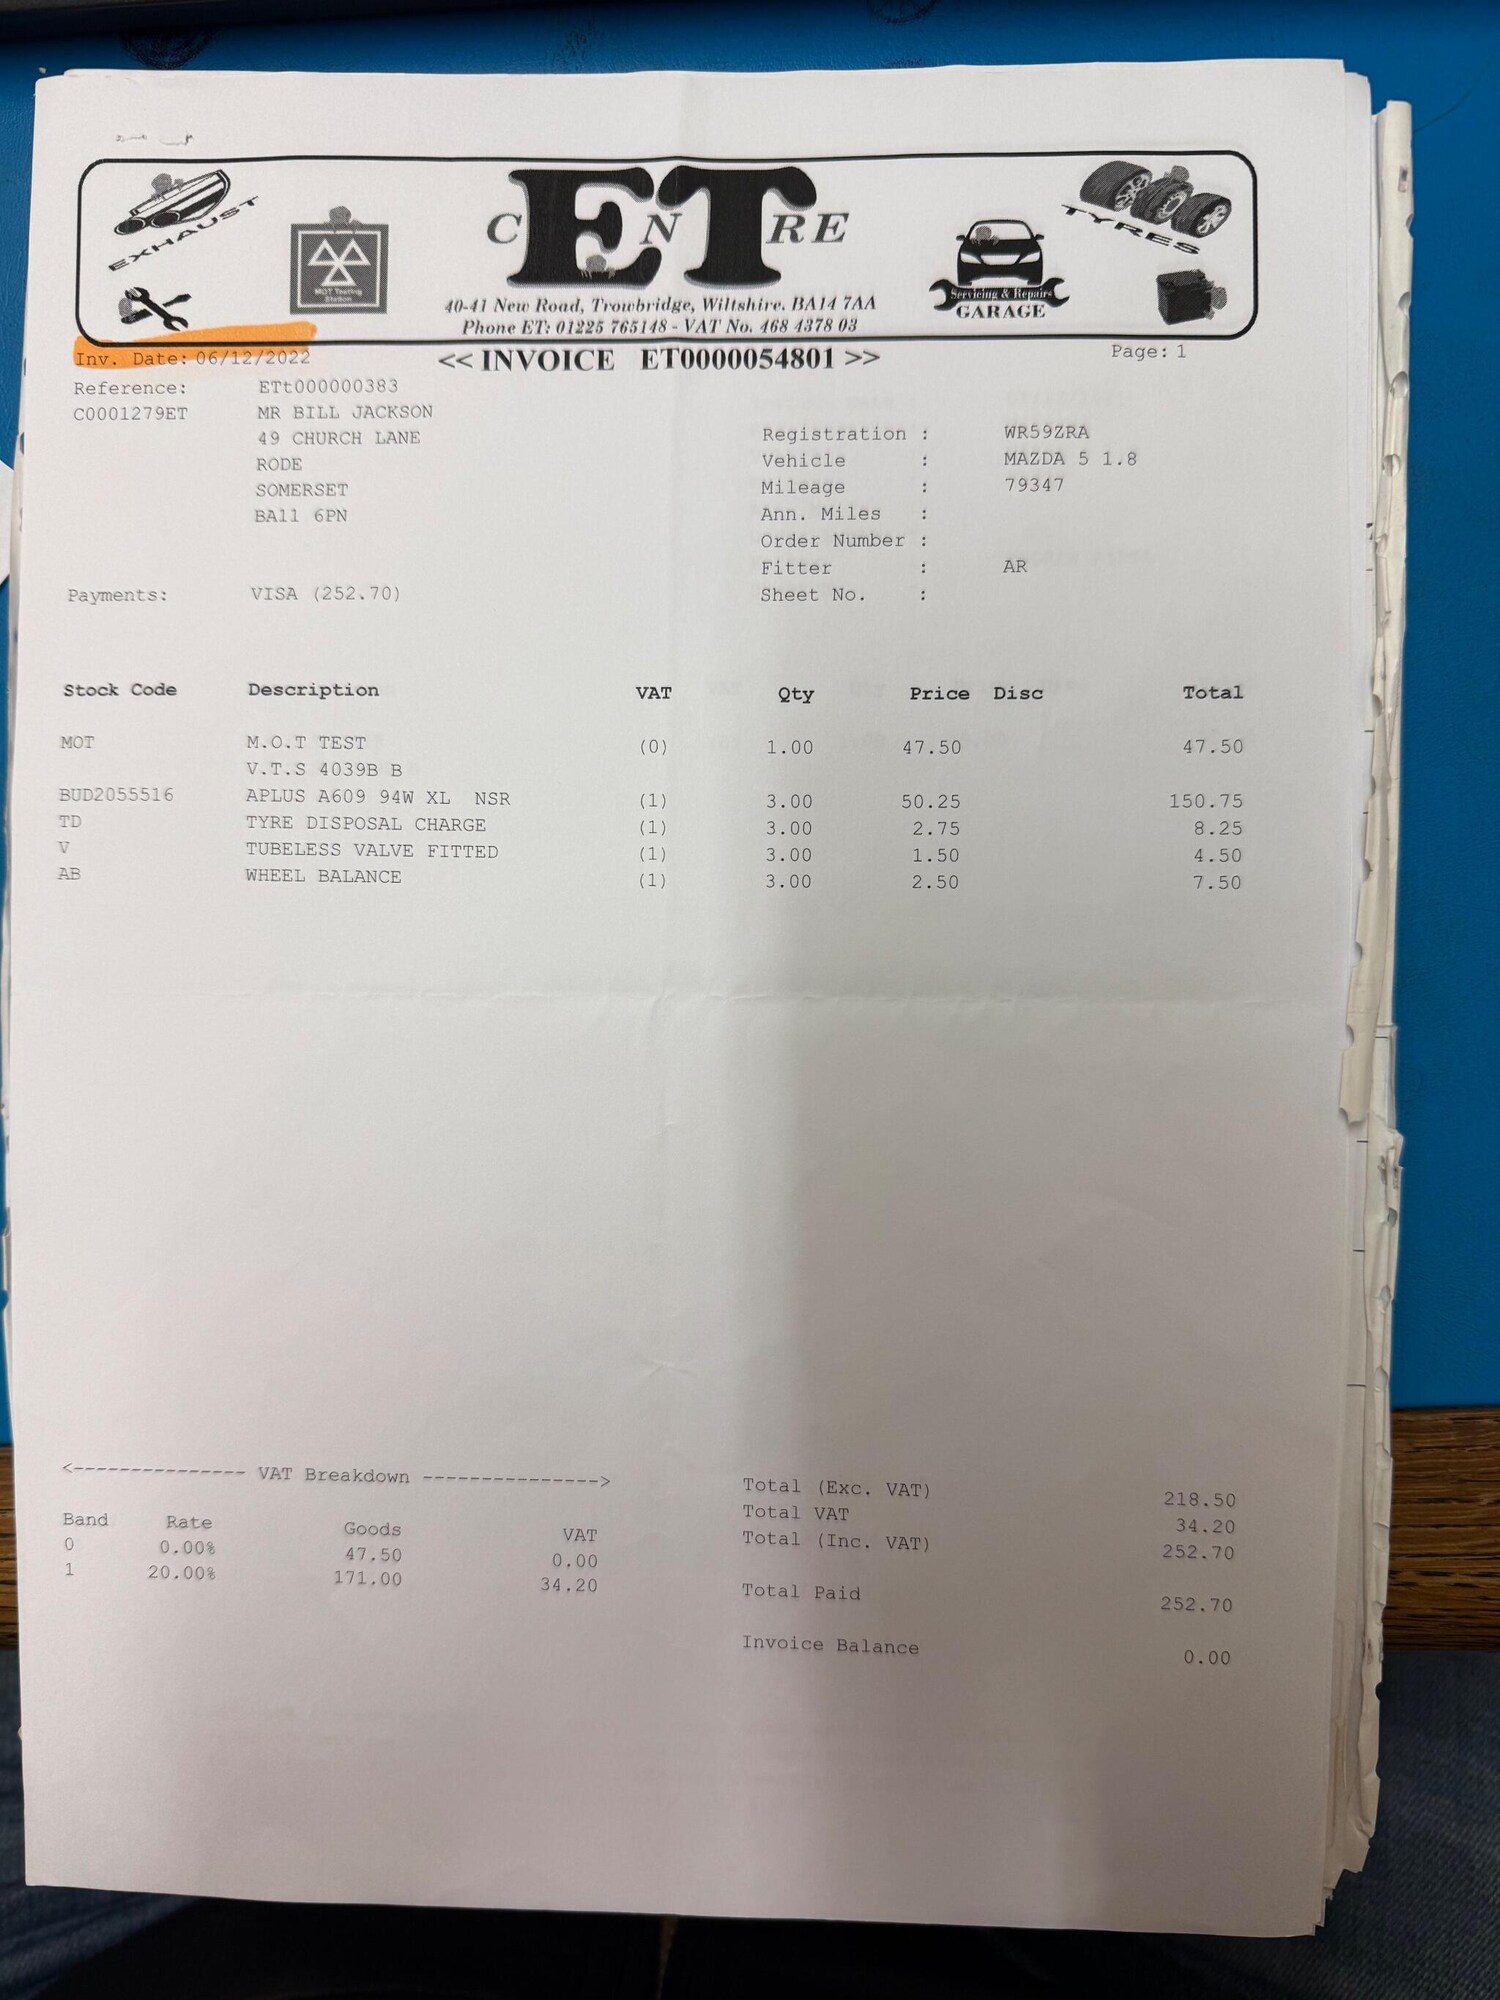 EXHAUST
MOT Testing
Station
CENTRE
40-41 New Road, Trowbridge, Wiltshire. BA14 7AA
Phone ET: 01225 765148 - VAT No. 468 4378 03
Servicing & Repairs
GARAGE
TYRES
Inv. Date: 06/12/2022 << INVOICE ET0000054801 >> Page: 1
Reference: ETt000000383
C0001279ET MR BILL JACKSON
49 CHURCH LANE
RODE
SOMERSET
BA11 6PN
Registration : WR59ZRA
Vehicle : MAZDA 5 1.8
Mileage : 79347
Ann. Miles :
Order Number :
Fitter : AR
Payments: VISA (252.70) Sheet No. :
Stock Code Description VAT Qty Price Disc Total
MOT M.O.T TEST (0) 1.00 47.50 47.50
V.T.S 4039B B
BUD2055516 APLUS A609 94W XL NSR (1) 3.00 50.25 150.75
TD TYRE DISPOSAL CHARGE (1) 3.00 2.75 8.25
V TUBELESS VALVE FITTED (1) 3.00 1.50 4.50
AB WHEEL BALANCE (1) 3.00 2.50 7.50
<--------------- VAT Breakdown --------------->
Band Rate Goods VAT
0 0.00% 47.50 0.00
1 20.00% 171.00 34.20
Total (Exc. VAT) 218.50
Total VAT 34.20
Total (Inc. VAT) 252.70
Total Paid 252.70
Invoice Balance 0.00